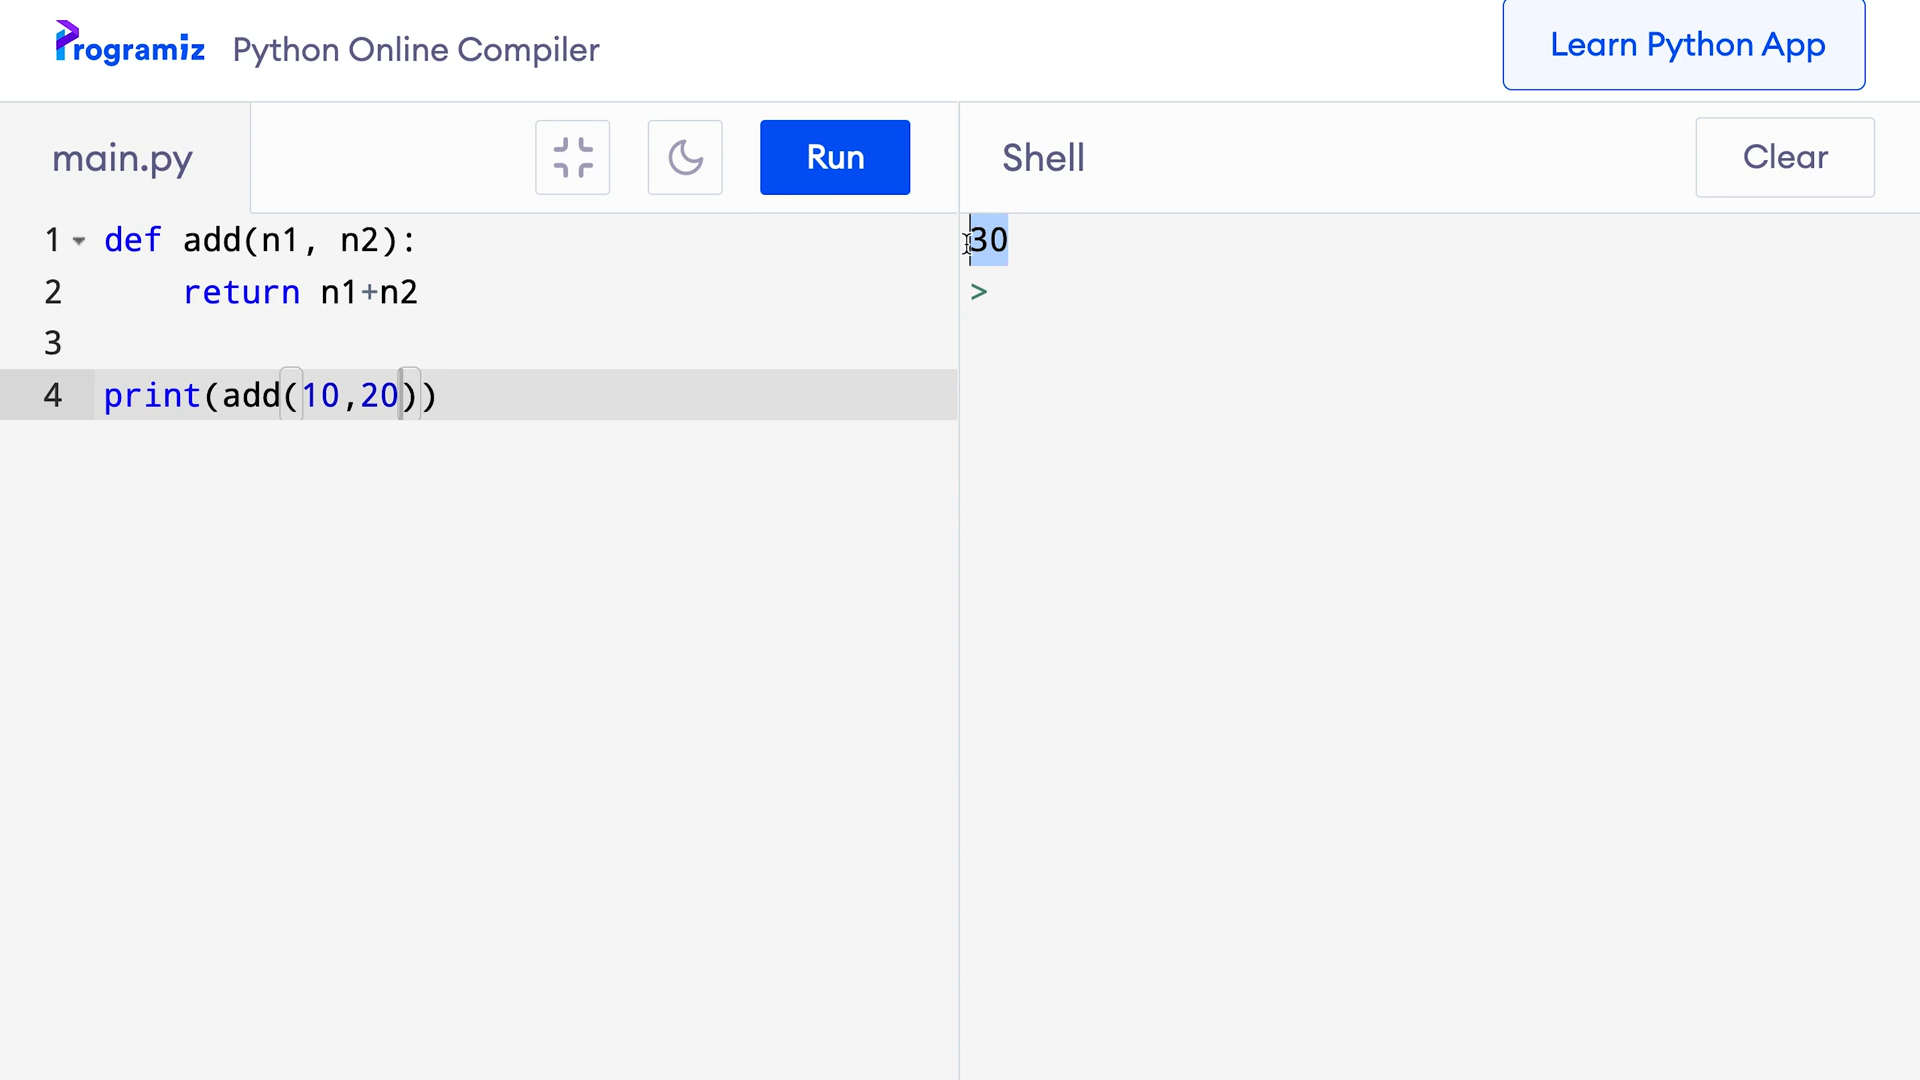 Programiz Python Online Compiler
Learn Python App
main.py
Run
Shell
Clear
1 def add(n1, n2):
2     return n1+n2
3
4 print(add(10,20))
30
>